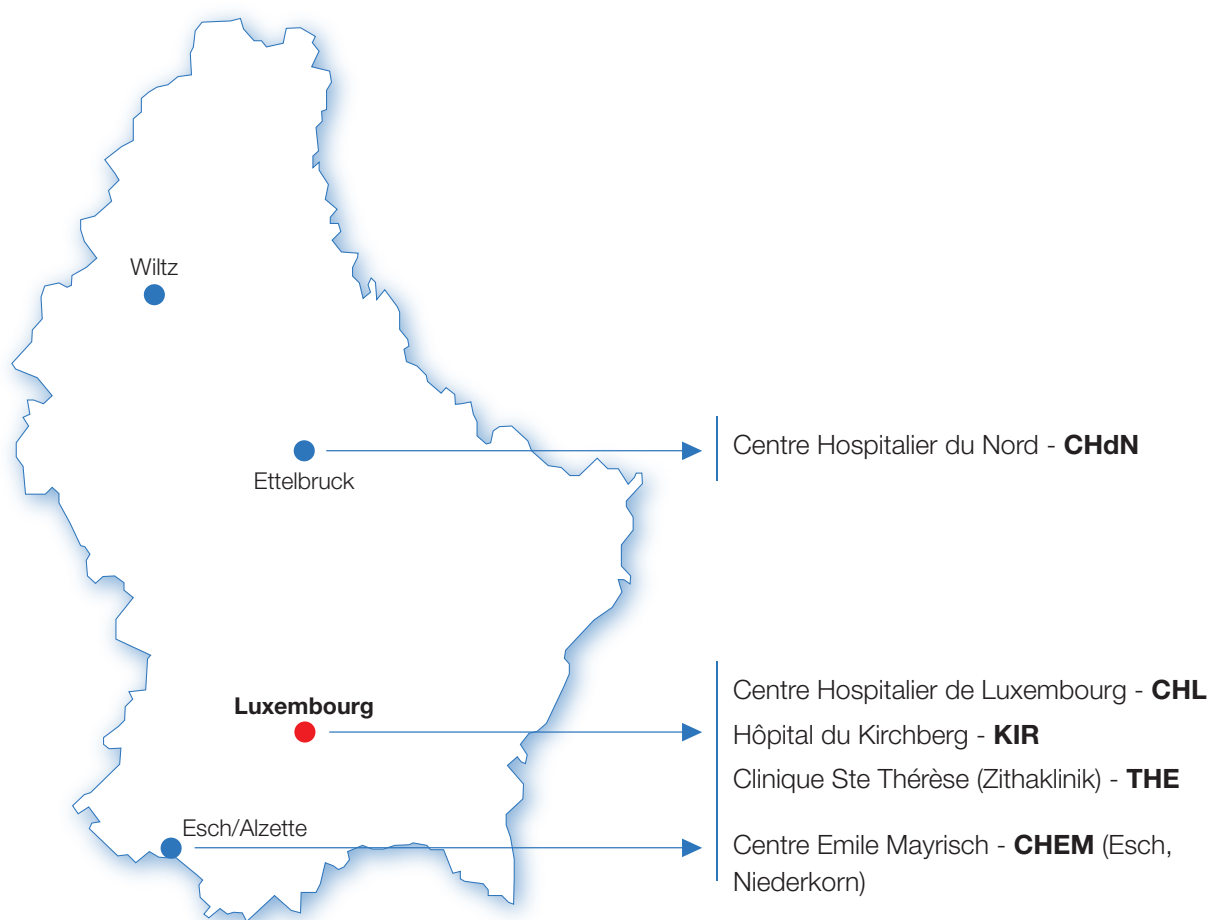 Wiltz
Ettelbruck
Centre Hospitalier du Nord - CHdN
Luxembourg
Centre Hospitalier de Luxembourg - CHL
Hôpital du Kirchberg - KIR
Clinique Ste Thérèse (Zithaklinik) - THE
Esch/Alzette
Centre Emile Mayrisch - CHEM (Esch,
Niederkorn)